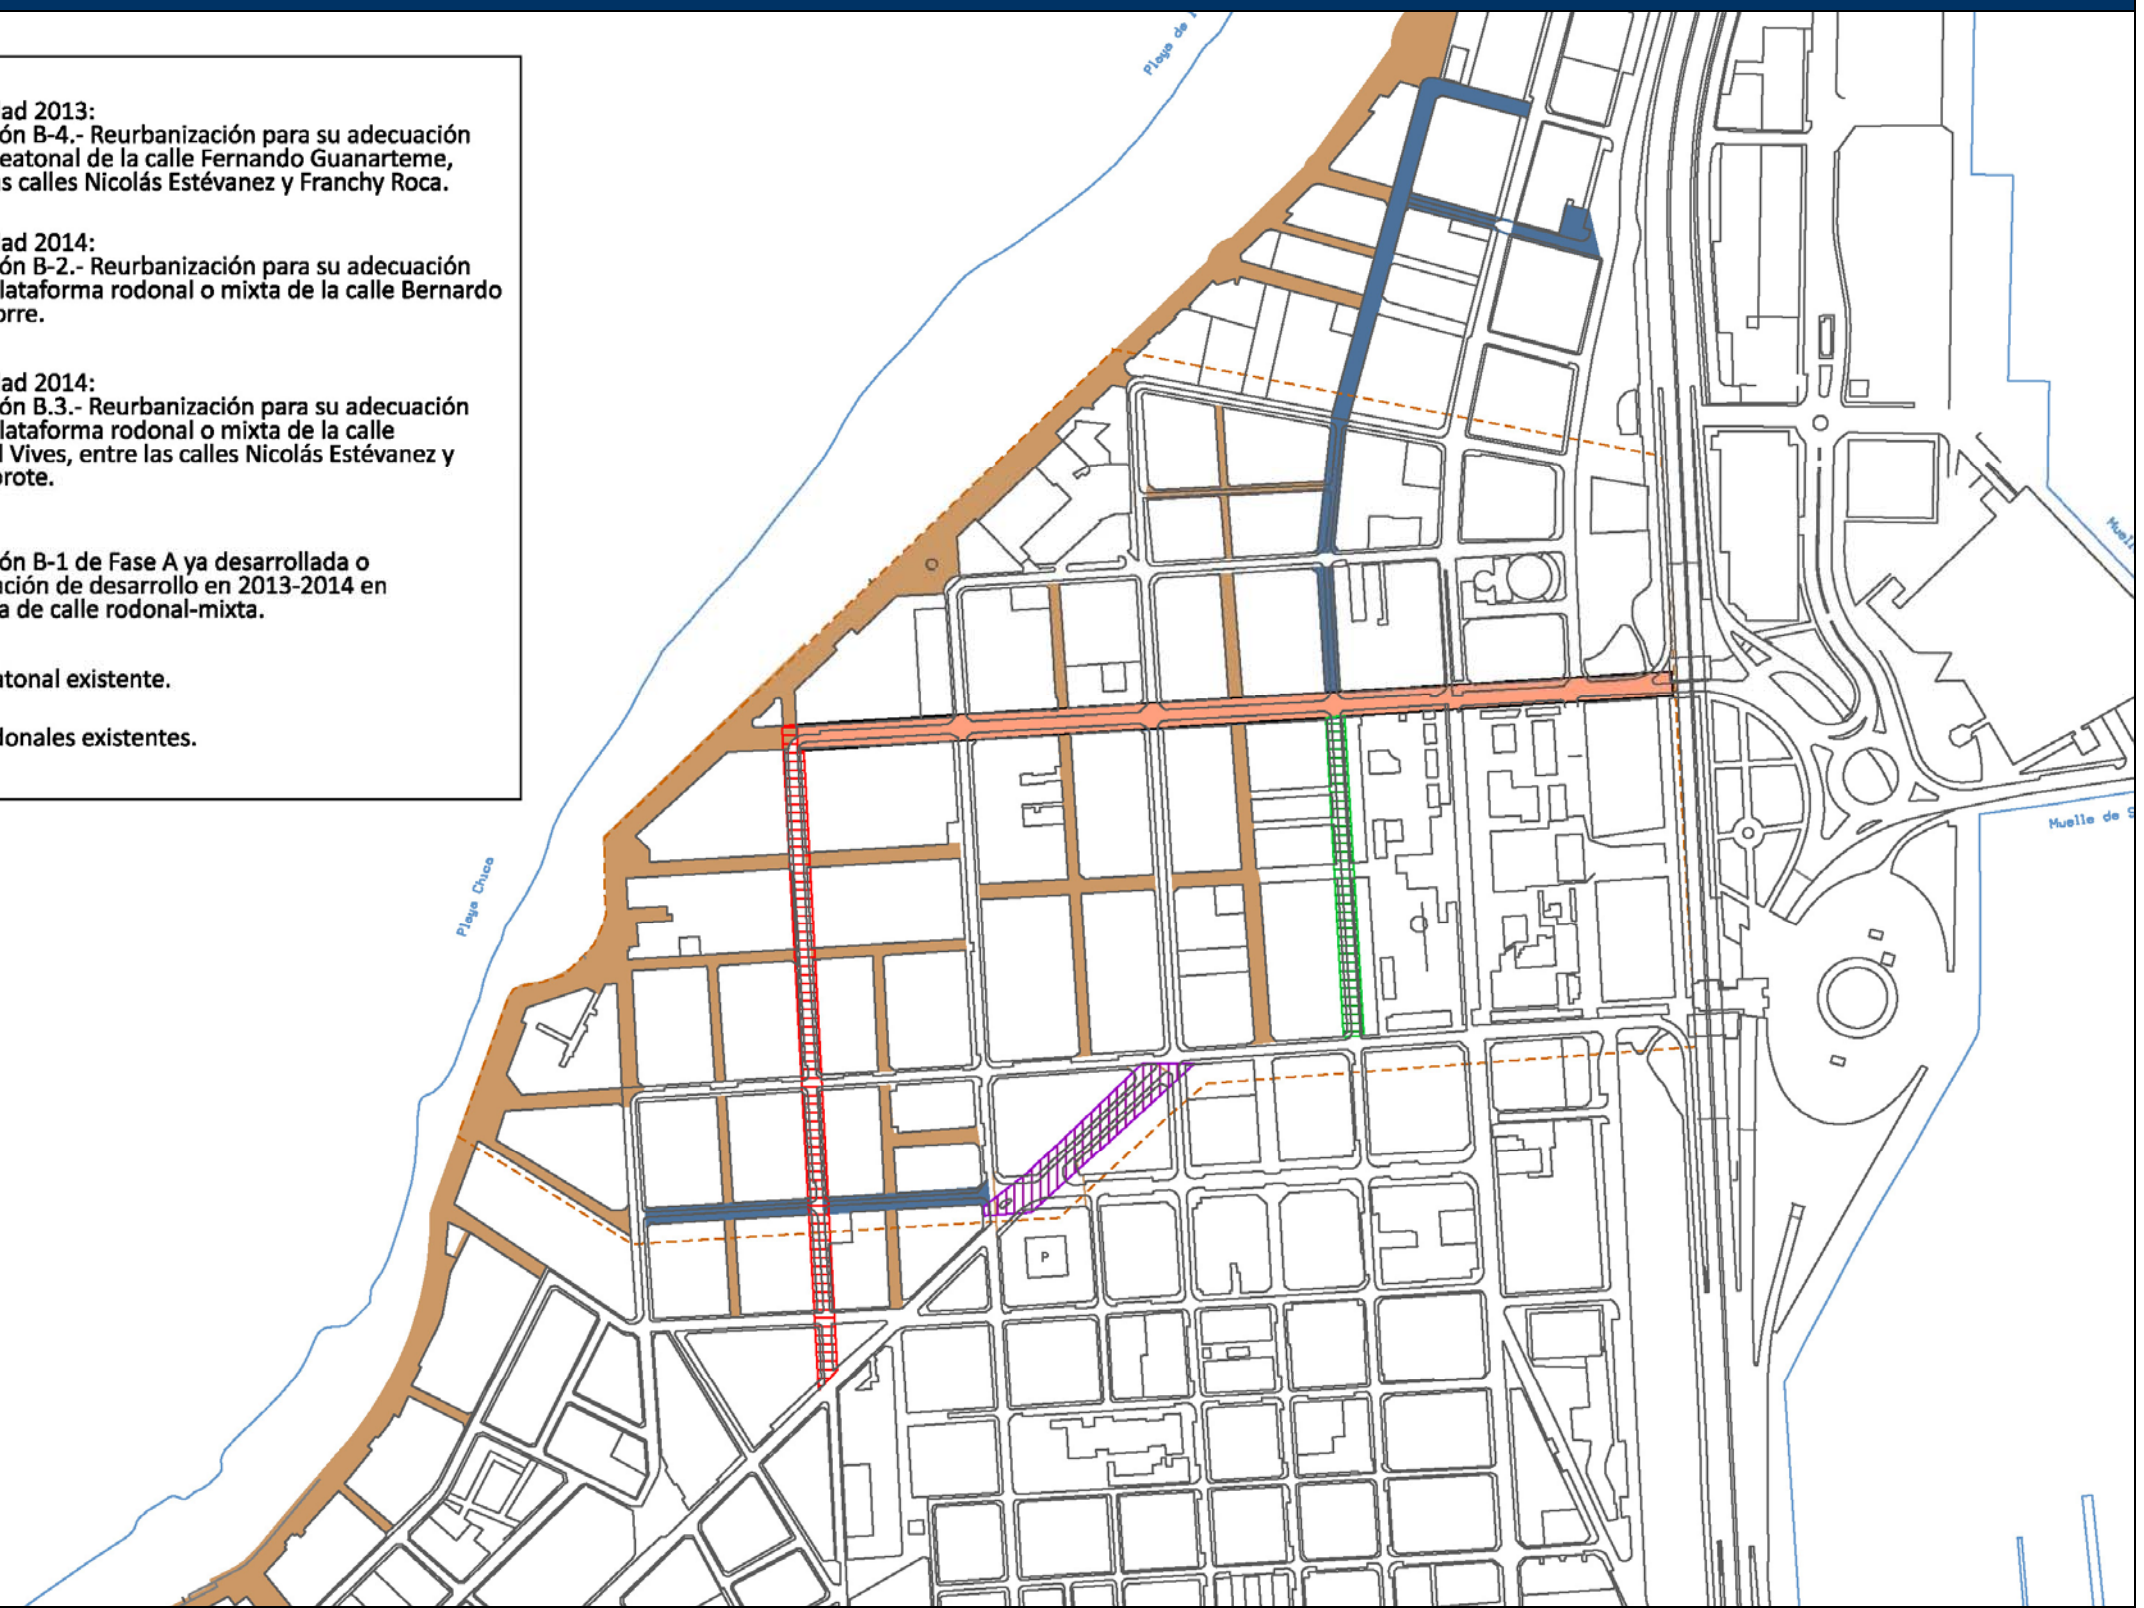 ad 2013:
ón B-4.- Reurbanización para su adecuación
eatonal de la calle Fernando Guanarteme,
s calles Nicolás Estévanez y Franchy Roca.
ad 2014:
ón B-2.- Reurbanización para su adecuación
lataforma rodonal o mixta de la calle Bernardo
orre.
ad 2014:
ón B.3.- Reurbanización para su adecuación
lataforma rodonal o mixta de la calle
l Vives, entre las calles Nicolás Estévanez y
rote.
ón B-1 de Fase A ya desarrollada o
ción de desarrollo en 2013-2014 en
a de calle rodonal-mixta.
tonal existente.
donales existentes.
Playa de
Playa Chica
Muelle de S
Muell
P